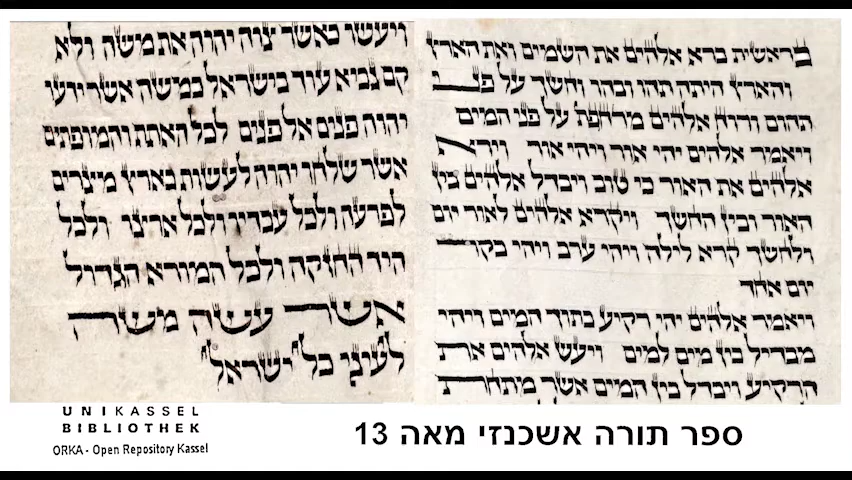 בראשית ברא אלהים את השמים ואת הארץ
והארץ היתה תהו ובהו וחשך על פני
תהום ורוח אלהים מרחפת על פני המים
ויאמר אלהים יהי אור ויהי אור וירא
אלהים את האור כי טוב ויבדל אלהים בין
האור ובין החשך ויקרא אלהים לאור יום
ולחשך קרא לילה ויהי ערב ויהי בקר
יום אחד
ויאמר אלהים יהי רקיע בתוך המים ויהי
מבדיל בין מים למים ויעש אלהים את
הרקיע ויבדל בין המים אשר מתחת
ויעשו כאשר צוה יהוה את משה ולא
קם נביא עוד בישראל כמשה אשר ידעו
יהוה פנים אל פנים לכל האתת והמופתים
אשר שלחו יהוה לעשות בארץ מצרים
לפרעה ולכל עבדיו ולכל ארצו ולכל
היד החזקה ולכל המורא הגדול
אשר עשה משה
לעיני כל ישראל
ספר תורה אשכנזי מאה 13
UNIKASSEL
BIBLIOTHEK
ORKA - Open Repository Kassel